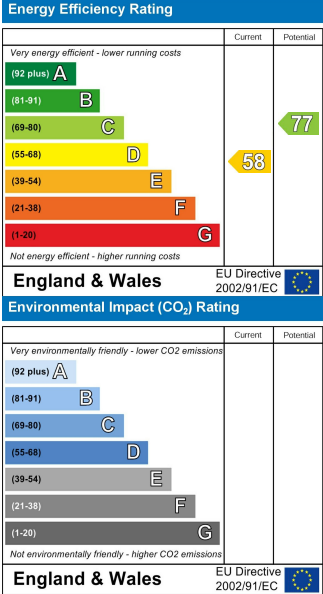 Energy Efficiency Rating
Current Potential
Very energy efficient - lower running costs
(92 plus) A
(81-91) B
(69-80) C
77
(55-68) D
58
(39-54) E
(21-38) F
(1-20) G
Not energy efficient - higher running costs
England & Wales
EU Directive
2002/91/EC
Environmental Impact (CO2) Rating
Current Potential
Very environmentally friendly - lower CO2 emissions
(92 plus) A
(81-91) B
(69-80) C
(55-68) D
(39-54) E
(21-38) F
(1-20) G
Not environmentally friendly - higher CO2 emissions
England & Wales
EU Directive
2002/91/EC